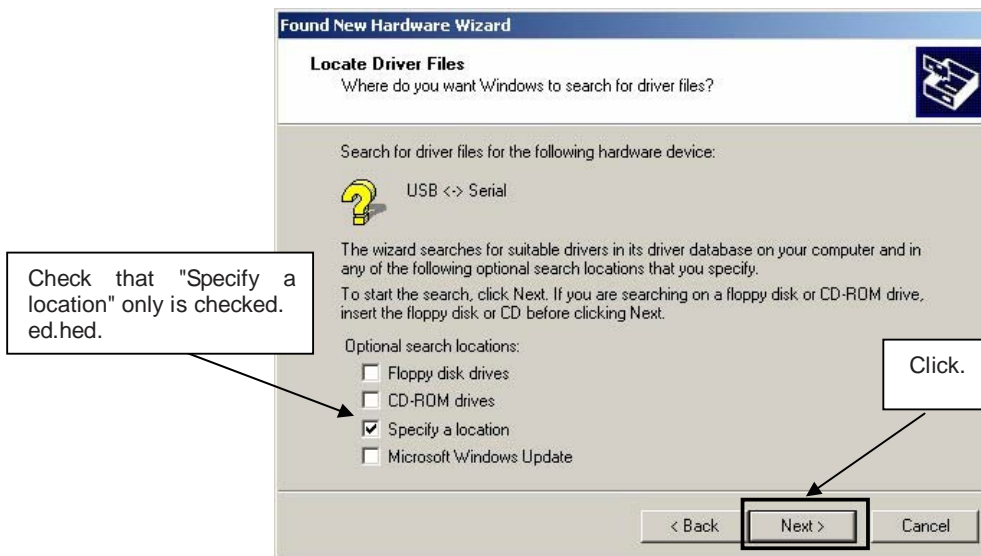 Found New Hardware Wizard
Locate Driver Files
Where do you want Windows to search for driver files?
Search for driver files for the following hardware device:
USB <-> Serial
The wizard searches for suitable drivers in its driver database on your computer and in
any of the following optional search locations that you specify.
To start the search, click Next. If you are searching on a floppy disk or CD-ROM drive,
insert the floppy disk or CD before clicking Next.
Check that "Specify a
location" only is checked.
ed.hed.
Optional search locations:
Floppy disk drives
CD-ROM drives
Specify a location
Microsoft Windows Update
Click.
< Back
Next >
Cancel